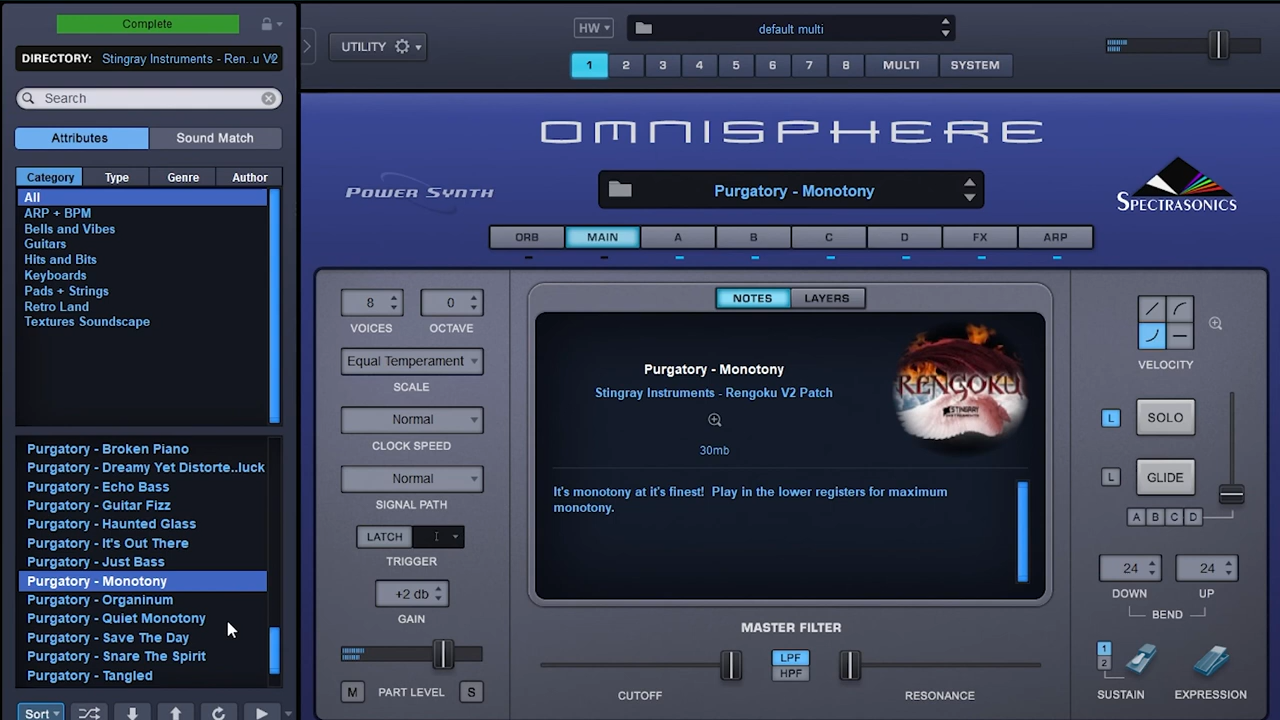 Complete
DIRECTORY: Stingray Instruments - Ren..u V2
Search
Attributes Sound Match
Category Type Genre Author
All
ARP + BPM
Bells and Vibes
Guitars
Hits and Bits
Keyboards
Pads + Strings
Retro Land
Textures Soundscape
Purgatory - Broken Piano
Purgatory - Dreamy Yet Distorte..luck
Purgatory - Echo Bass
Purgatory - Guitar Fizz
Purgatory - Haunted Glass
Purgatory - It's Out There
Purgatory - Just Bass
Purgatory - Monotony
Purgatory - Organinum
Purgatory - Quiet Monotony
Purgatory - Save The Day
Purgatory - Snare The Spirit
Purgatory - Tangled
Sort
UTILITY
HW
default multi
1 2 3 4 5 6 7 8 MULTI SYSTEM
OMNISPHERE
POWER SYNTH
Purgatory - Monotony
SPECTRASONICS
ORB MAIN A B C D FX ARP
8 0
VOICES OCTAVE
Equal Temperament
SCALE
Normal
CLOCK SPEED
Normal
SIGNAL PATH
LATCH
TRIGGER
+2 db
GAIN
M PART LEVEL S
NOTES LAYERS
Purgatory - Monotony
Stingray Instruments - Rengoku V2 Patch
30mb
RENGOKU
STINGRAY
INSTRUMENTS
It's monotony at it's finest! Play in the lower registers for maximum
monotony.
MASTER FILTER
LPF
HPF
CUTOFF RESONANCE
VELOCITY
L SOLO
L GLIDE
A B C D
24 24
DOWN UP
BEND
1
2
SUSTAIN EXPRESSION